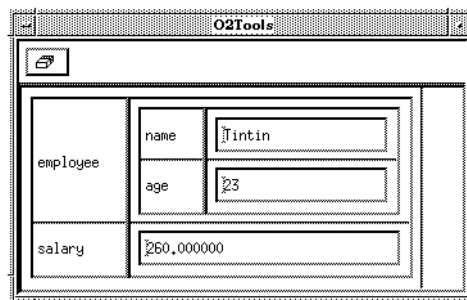 O2Tools
name
Tintin
employee
age
23
salary
260.000000